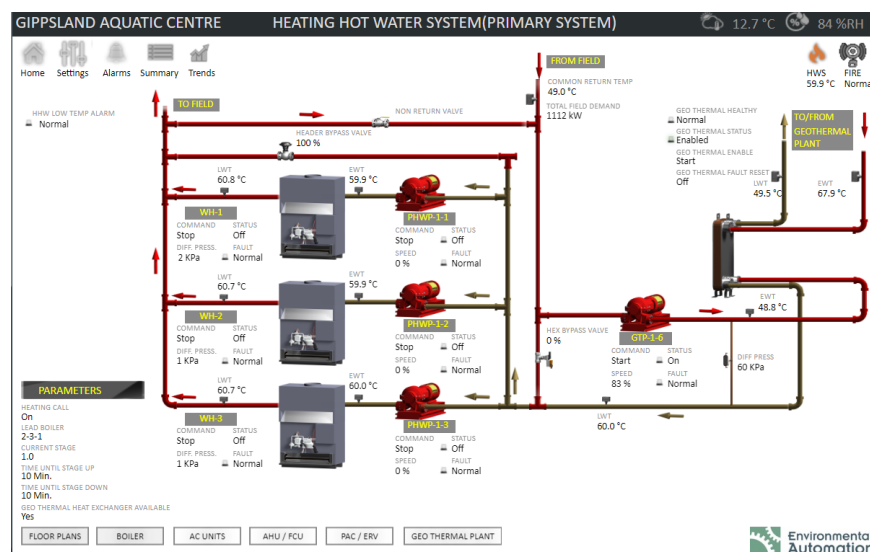 GIPPSLAND AQUATIC CENTRE HEATING HOT WATER SYSTEM(PRIMARY SYSTEM) 12.7 °C 84 %RH
Home Settings Alarms Summary Trends
HWS FIRE
59.9 °C Norma
FROM FIELD
COMMON RETURN TEMP
49.0 °C
TOTAL FIELD DEMAND
1112 kW
TO FIELD
HHW LOW TEMP ALARM
Normal
NON RETURN VALVE
HEADER BYPASS VALVE
100 %
GEO THERMAL HEALTHY
Normal
GEO THERMAL STATUS
Enabled
GEO THERMAL ENABLE
Start
GEO THERMAL FAULT RESET
Off
TO/FROM
GEOTHERMAL
PLANT
LWT
49.5 °C
EWT
67.9 °C
LWT
60.8 °C
EWT
59.9 °C
WH-1
COMMAND STATUS
Stop Off
DIFF. PRESS. FAULT
2 KPa Normal
PHWP-1-1
COMMAND STATUS
Stop Off
SPEED FAULT
0 % Normal
LWT
60.7 °C
EWT
59.9 °C
WH-2
COMMAND STATUS
Stop Off
DIFF. PRESS. FAULT
1 KPa Normal
PHWP-1-2
COMMAND STATUS
Stop Off
SPEED FAULT
0 % Normal
HEX BYPASS VALVE
0 %
GTP-1-6
COMMAND STATUS
Start On
SPEED FAULT
83 % Normal
EWT
48.8 °C
DIFF PRESS
60 KPa
LWT
60.0 °C
LWT
60.7 °C
EWT
60.0 °C
WH-3
COMMAND STATUS
Stop Off
DIFF. PRESS. FAULT
1 KPa Normal
PHWP-1-3
COMMAND STATUS
Stop Off
SPEED FAULT
0 % Normal
PARAMETERS
HEATING CALL
On
LEAD BOILER
2-3-1
CURRENT STAGE
1.0
TIME UNTIL STAGE UP
10 Min.
TIME UNTIL STAGE DOWN
10 Min.
GEO THERMAL HEAT EXCHANGER AVAILABLE
Yes
FLOOR PLANS BOILER AC UNITS AHU / FCU PAC / ERV GEO THERMAL PLANT
Environmenta
Automation